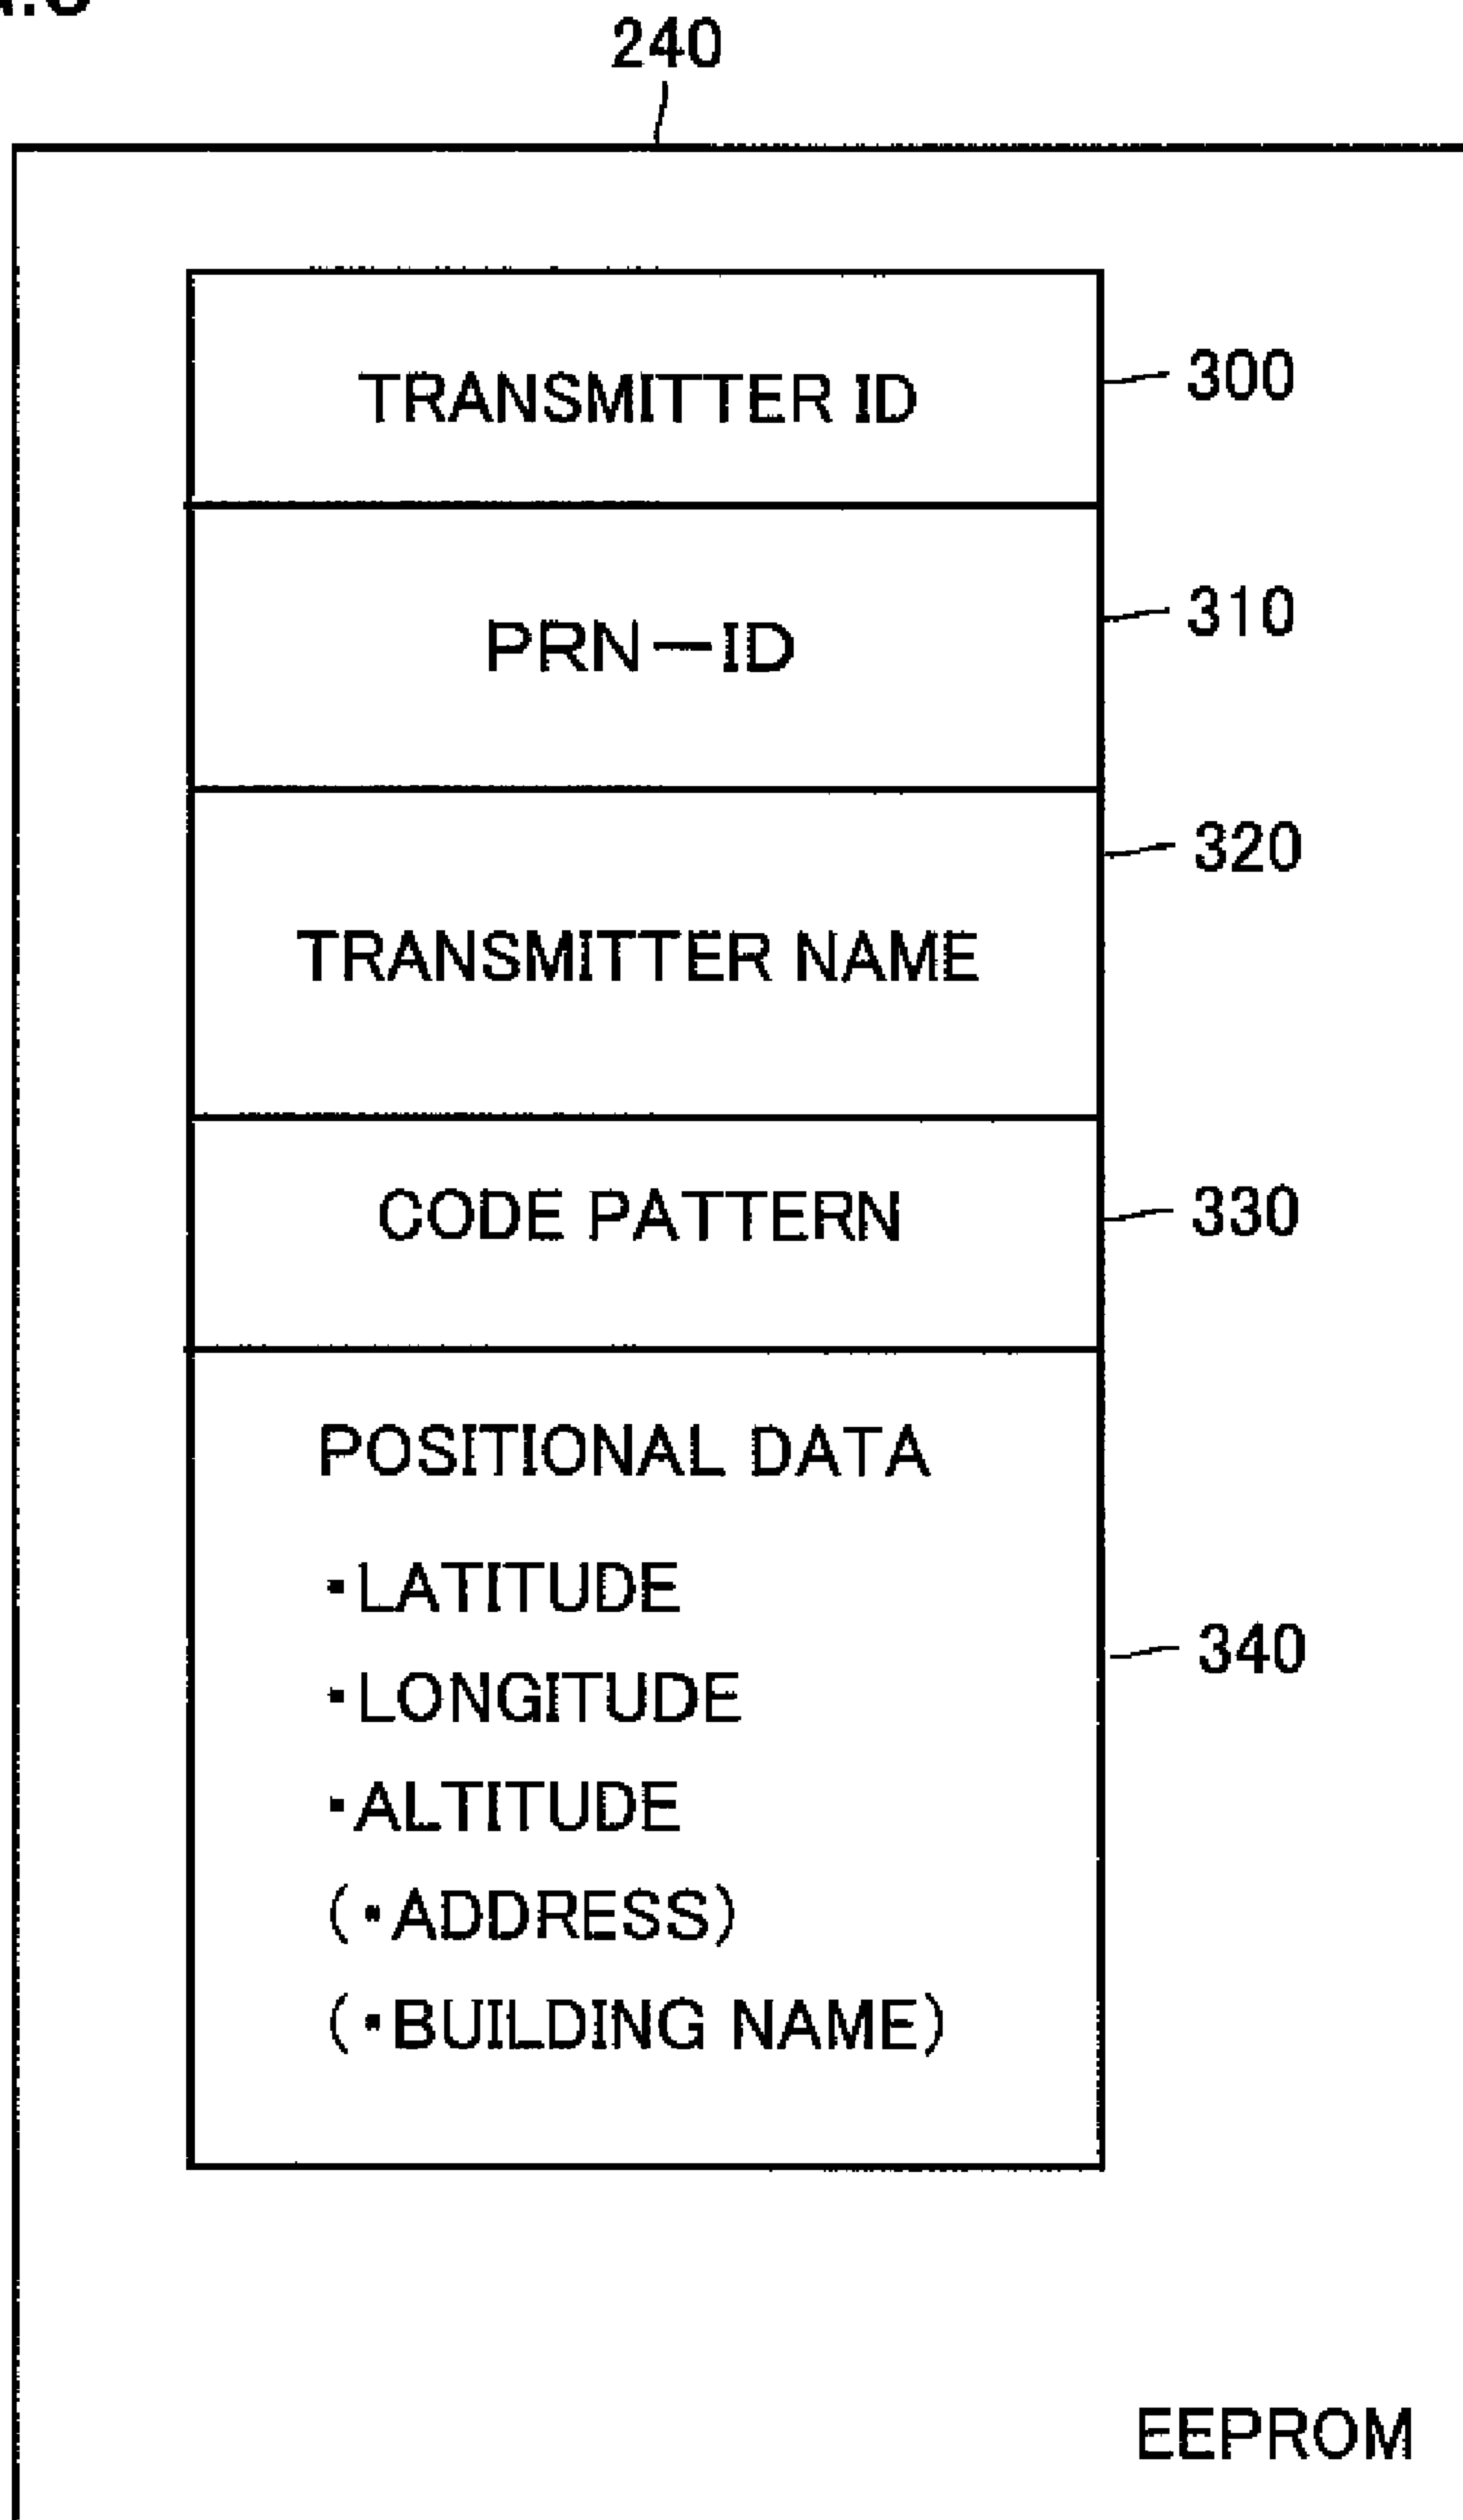 240
TRANSMITTER ID
300
PRN-ID
310
320
TRANSMITTER NAME
CODE PATTERN
330
POSITIONAL DATA
・LATITUDE
・LONGITUDE
340
・ALTITUDE
(・ADDRESS)
(・BUILDING NAME)
EEPROM